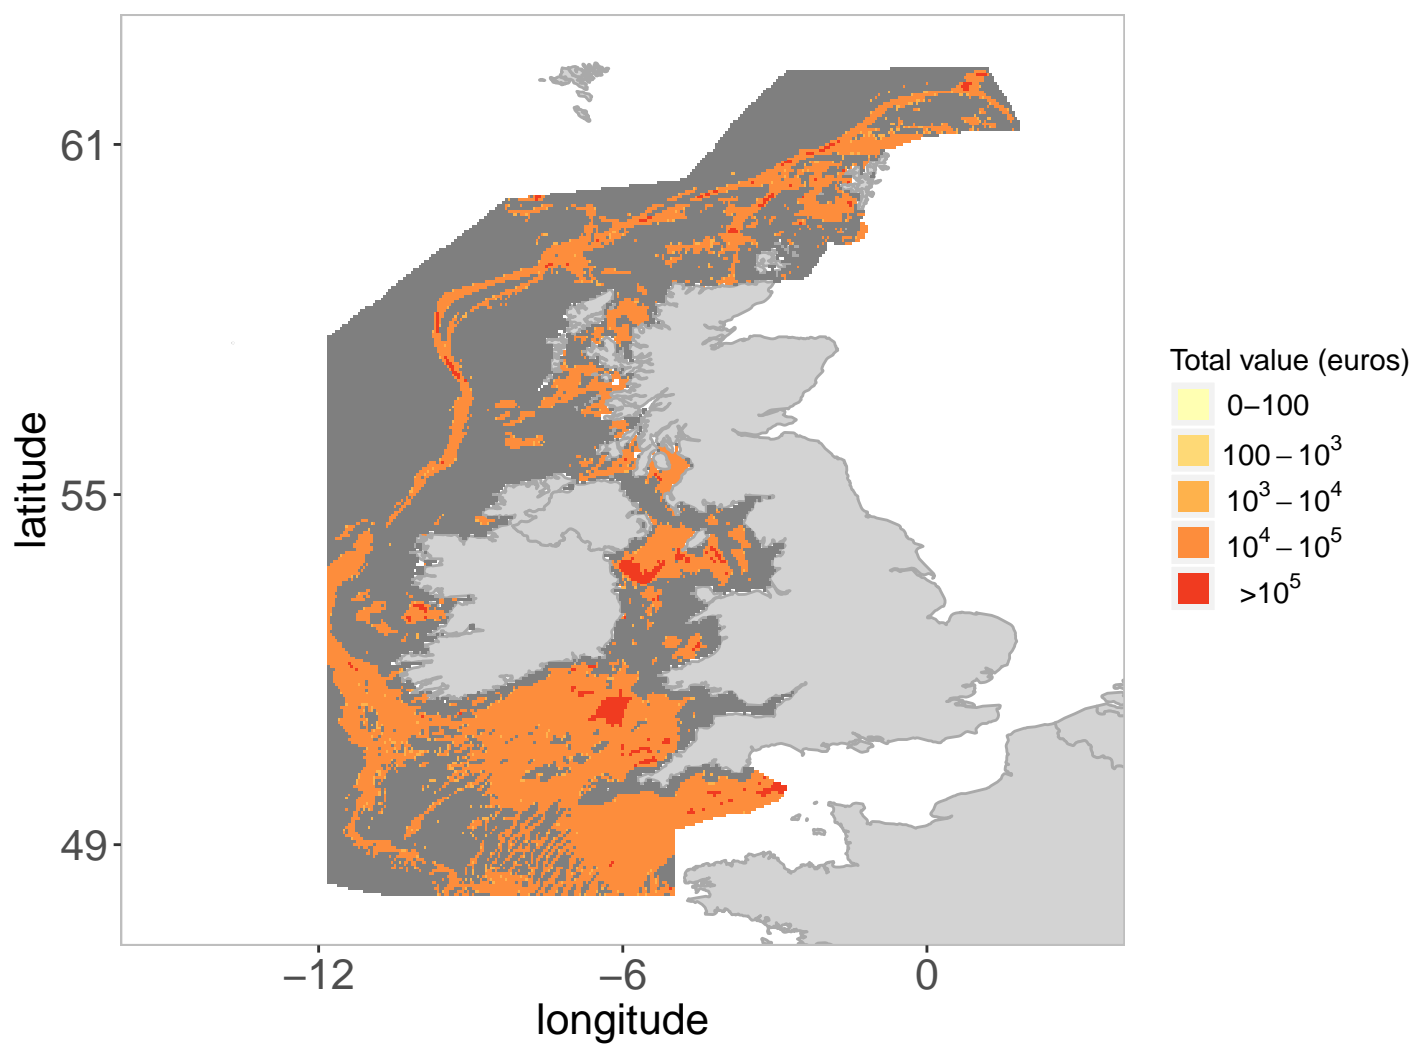 61
55
49
latitude
−12
−6
0
longitude
Total value (euros)
0−100
100 − 10³
10³ − 10⁴
10⁴ − 10⁵
>10⁵